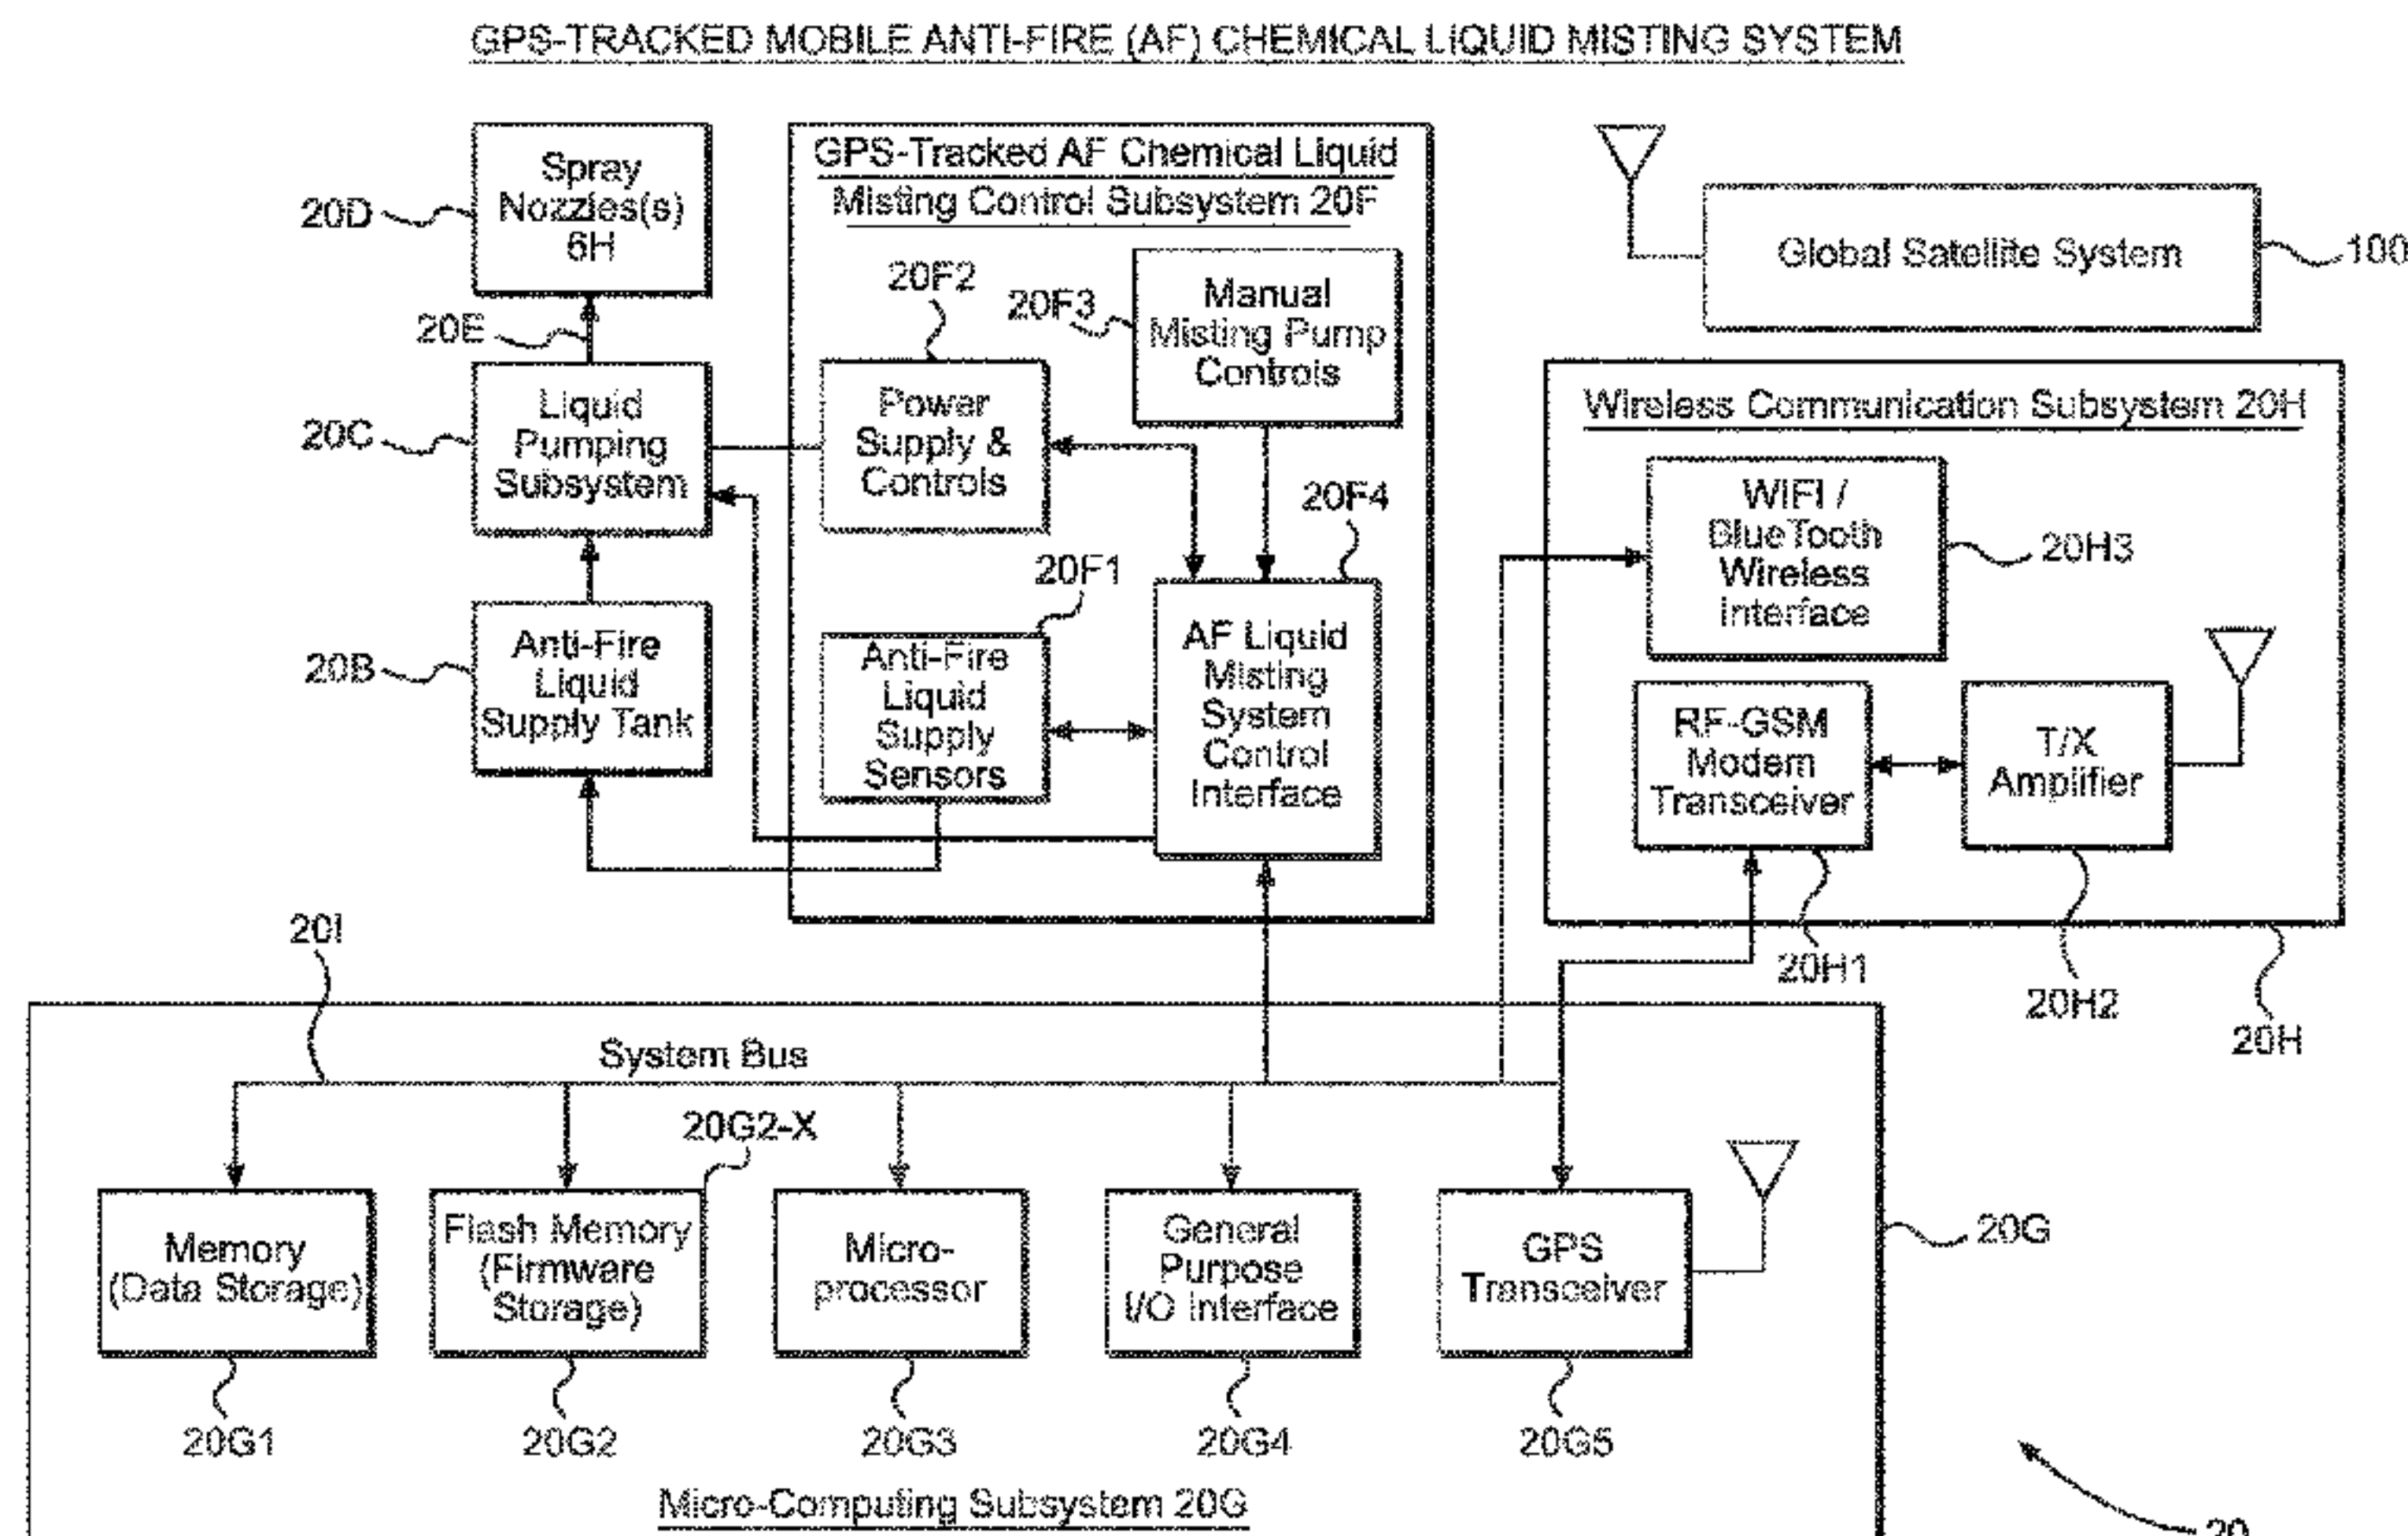 GPS-TRACKED MOBILE ANTI-FIRE (AF) CHEMICAL LIQUID MISTING SYSTEM
Spray
Nozzles(s)
6H
20D
20E
Liquid
Pumping
Subsystem
20C
Anti-Fire
Liquid
Supply Tank
20B
GPS-Tracked AF Chemical Liquid
Misting Control Subsystem 20F
20F2
Power
Supply &
Controls
20F3
Manual
Misting Pump
Controls
20F1
Anti-Fire
Liquid
Supply
Sensors
20F4
AF Liquid
Misting
System
Control
Interface
Global Satellite System
100
Wireless Communication Subsystem 20H
WIFI /
BlueTooth
Wireless
Interface
20H3
RF-GSM
Modem
Transceiver
T/X
Amplifier
20H1
20H2
20H
20I
System Bus
20G2-X
Memory
(Data Storage)
Flash Memory
(Firmware
Storage)
Micro-
processor
General
Purpose
I/O Interface
GPS
Transceiver
20G
20G1
20G2
20G3
20G4
20G5
Micro-Computing Subsystem 20G
20